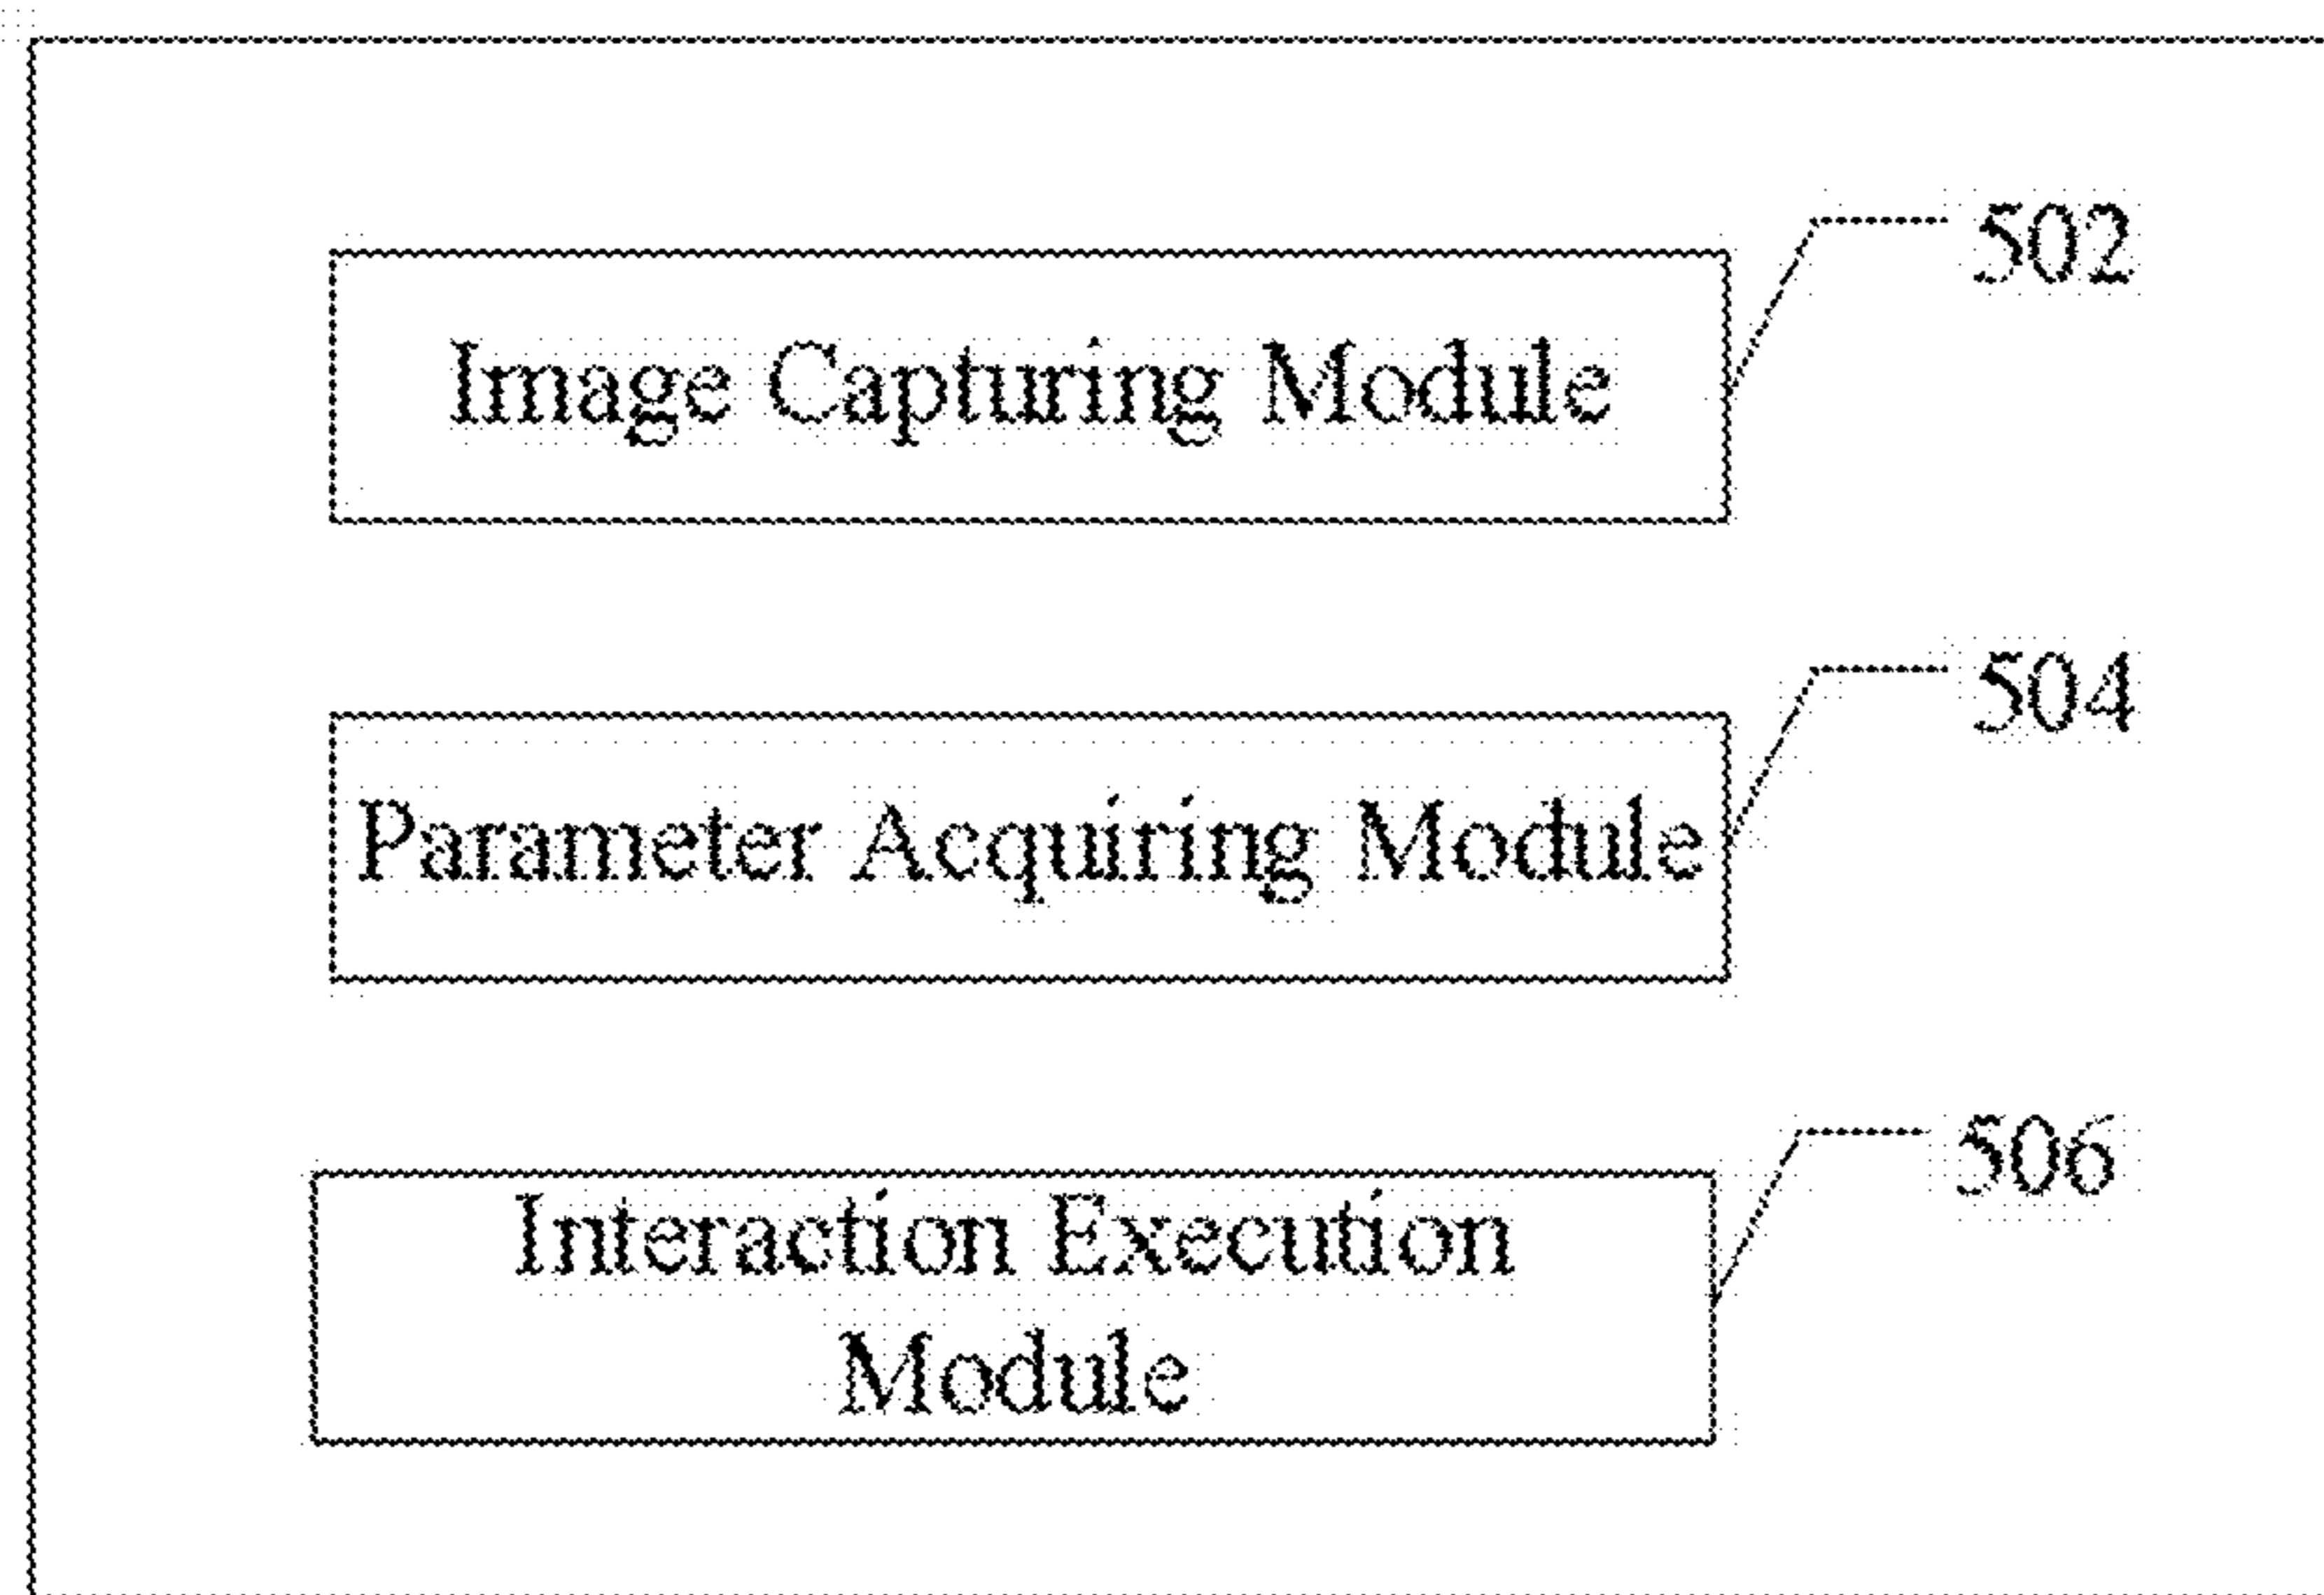 502
Image Capturing Module
504
Parameter Acquiring Module
506
Interaction Execution
Module